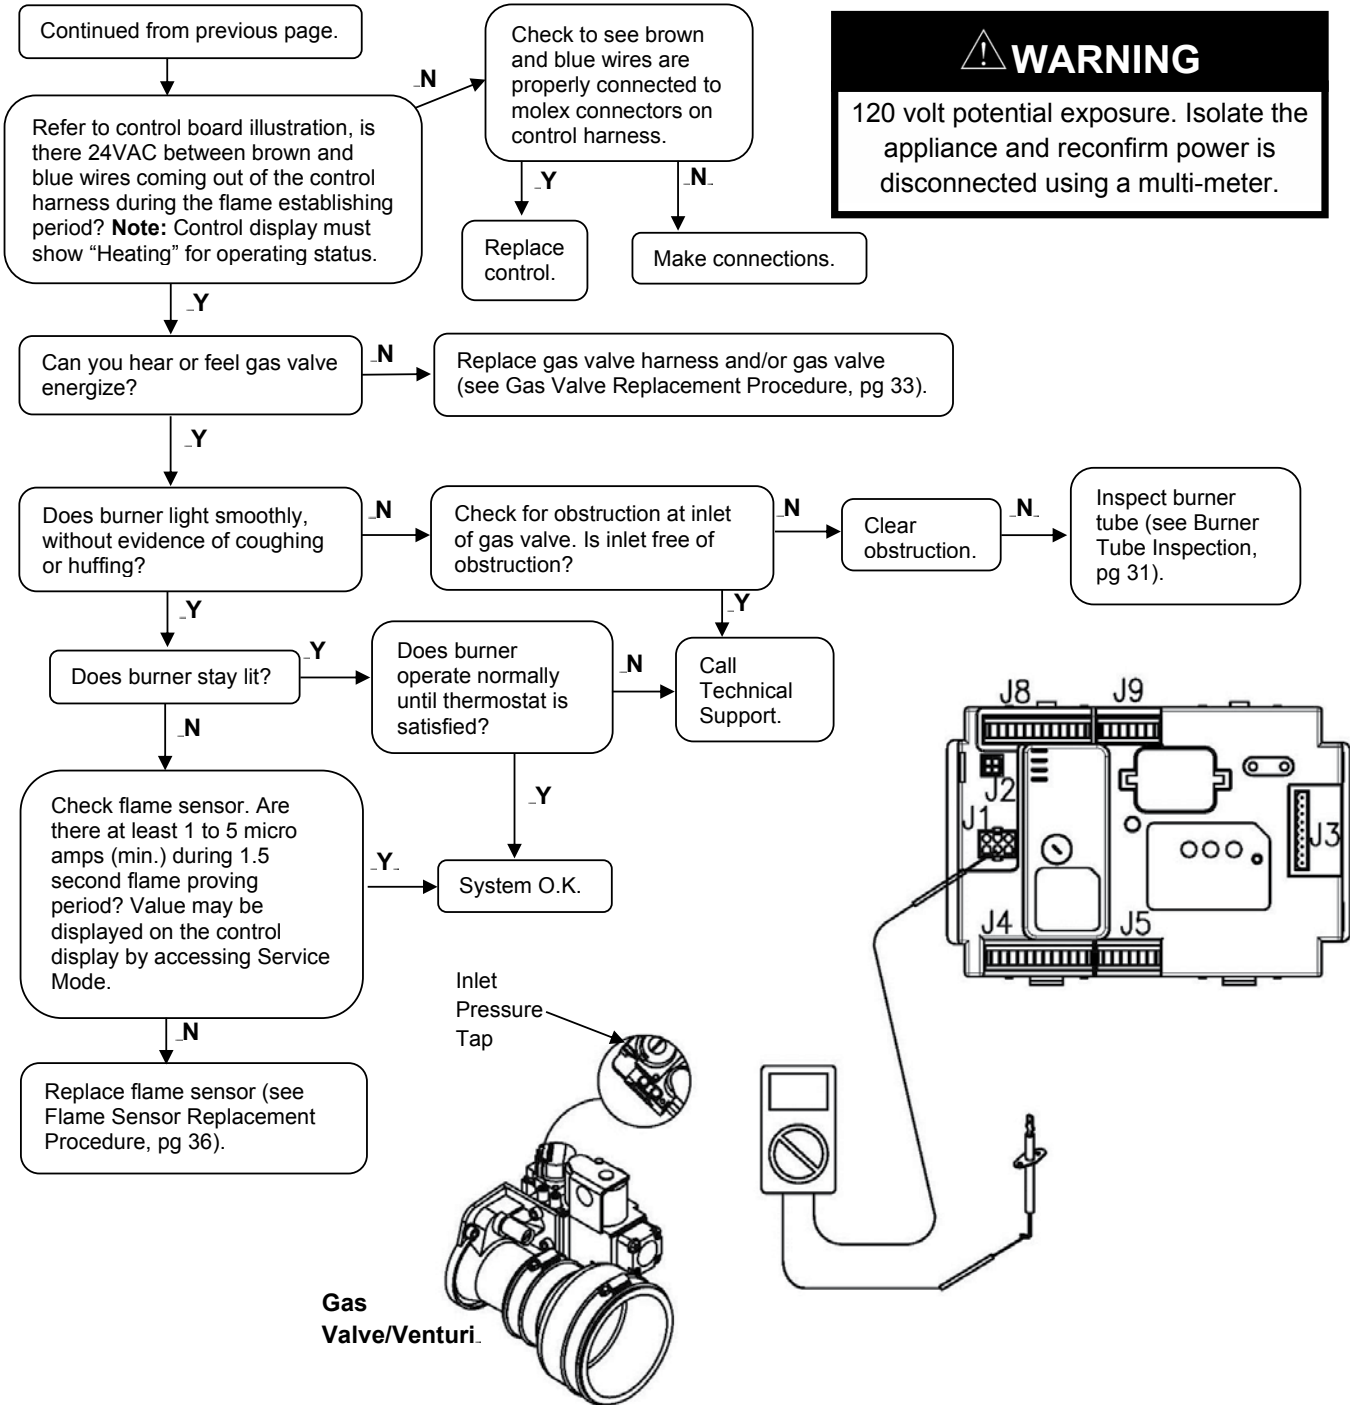 Continued from previous page.
Refer to control board illustration, is
there 24VAC between brown and
blue wires coming out of the control
harness during the flame establishing
period? Note: Control display must
show “Heating” for operating status.
N
Check to see brown
and blue wires are
properly connected to
molex connectors on
control harness.
Y
N
Replace
control.
Make connections.
WARNING
120 volt potential exposure. Isolate the
appliance and reconfirm power is
disconnected using a multi-meter.
Y
Can you hear or feel gas valve
energize?
N
Replace gas valve harness and/or gas valve
(see Gas Valve Replacement Procedure, pg 33).
Y
Does burner light smoothly,
without evidence of coughing
or huffing?
N
Check for obstruction at inlet
of gas valve. Is inlet free of
obstruction?
N
Clear
obstruction.
N
Inspect burner
tube (see Burner
Tube Inspection,
pg 31).
Y
Y
Does burner stay lit?
Y
Does burner
operate normally
until thermostat is
satisfied?
N
Call
Technical
Support.
N
Y
Check flame sensor. Are
there at least 1 to 5 micro
amps (min.) during 1.5
second flame proving
period? Value may be
displayed on the control
display by accessing Service
Mode.
Y
System O.K.
N
Replace flame sensor (see
Flame Sensor Replacement
Procedure, pg 36).
Inlet
Pressure
Tap
Gas
Valve/Venturi
J8
J9
J2
J1
J3
J4
J5